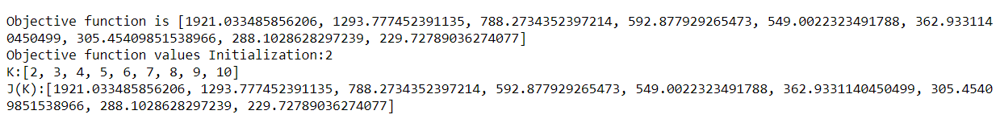 Objective function is [1921.033485856206, 1293.777452391135, 788.2734352397214, 592.877929265473, 549.0022323491788, 362.933114
0450499, 305.45409851538966, 288.1028628297239, 229.72789036274077]
Objective function values Initialization:2
K:[2, 3, 4, 5, 6, 7, 8, 9, 10]
J(K):[1921.033485856206, 1293.777452391135, 788.2734352397214, 592.877929265473, 549.0022323491788, 362.9331140450499, 305.4540
9851538966, 288.1028628297239, 229.72789036274077]